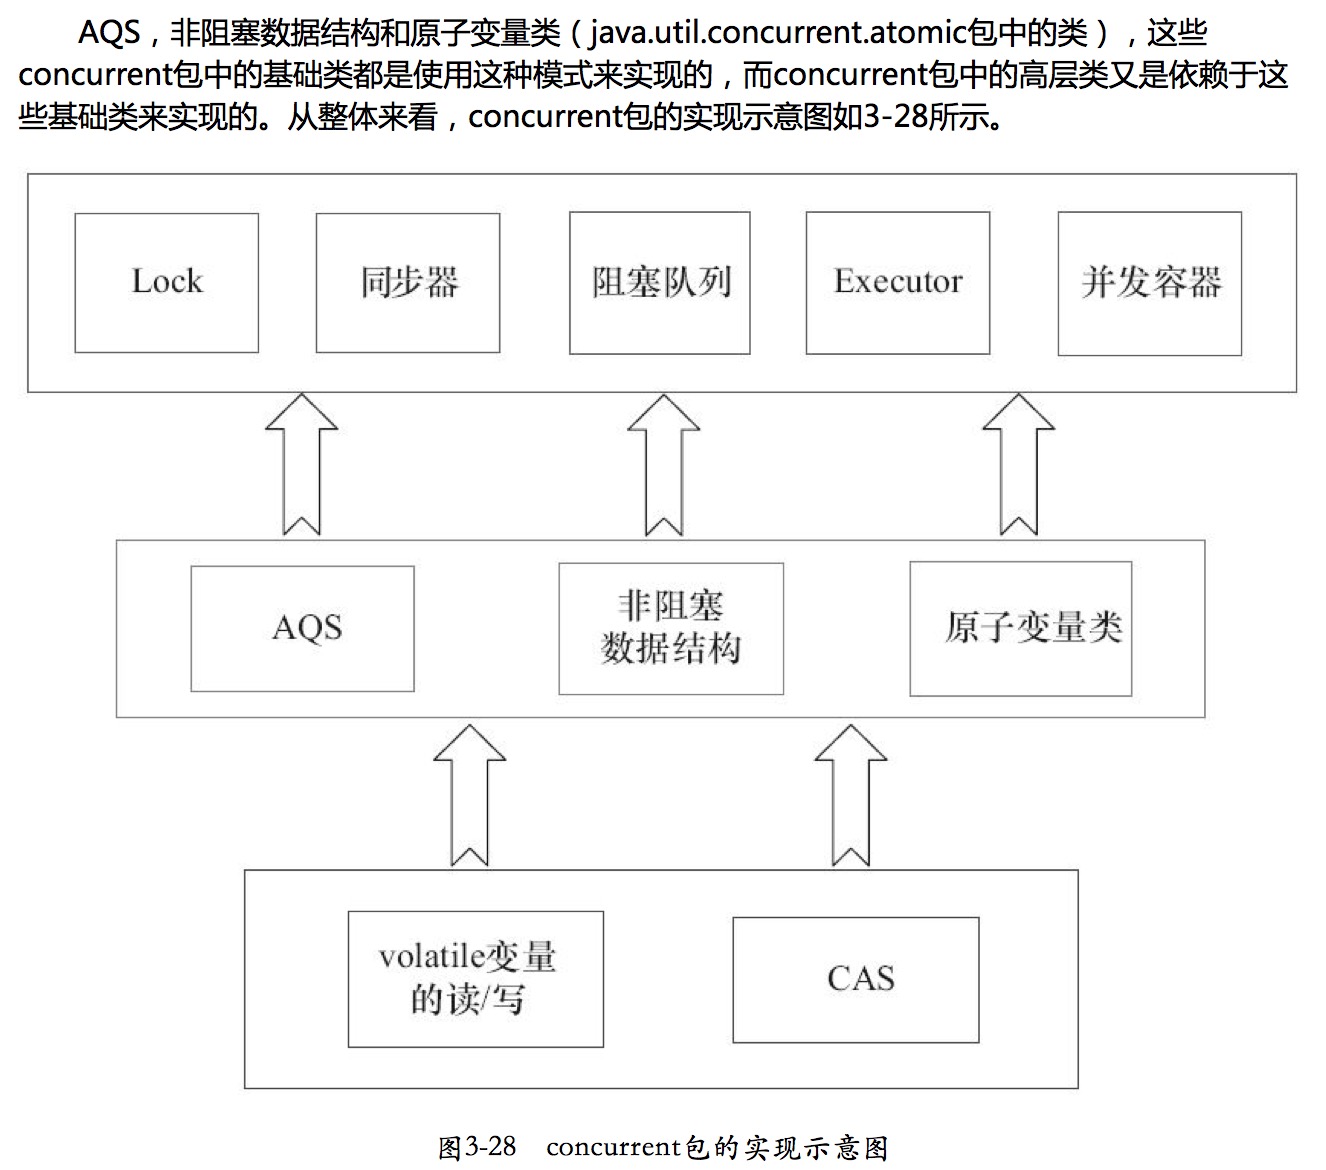 AQS，非阻塞数据结构和原子变量类（java.util.concurrent.atomic包中的类），这些
concurrent包中的基础类都是使用这种模式来实现的，而concurrent包中的高层类又是依赖于这
些基础类来实现的。从整体来看，concurrent包的实现示意图如3-28所示。
Lock
同步器
阻塞队列
Executor
并发容器
AQS
非阻塞
数据结构
原子变量类
volatile变量
的读/写
CAS
图3-28 concurrent包的实现示意图